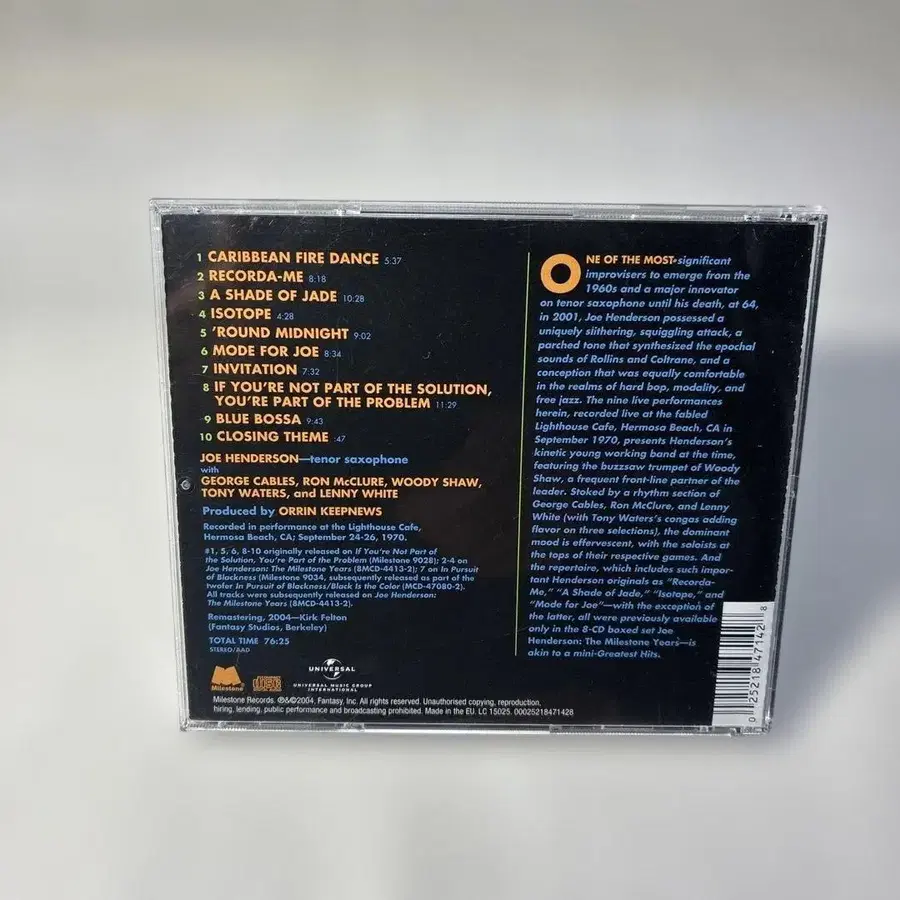 1 CARIBBEAN FIRE DANCE 5:37
2 RECORDA-ME 8:18
3 A SHADE OF JADE 10:28
4 ISOTOPE 4:28
5 'ROUND MIDNIGHT 9:02
6 MODE FOR JOE 8:34
7 INVITATION 7:32
8 IF YOU'RE NOT PART OF THE SOLUTION,
YOU'RE PART OF THE PROBLEM 11:29
9 BLUE BOSSA 9:43
10 CLOSING THEME :47
JOE HENDERSON—tenor saxophone
with
GEORGE CABLES, RON McCLURE, WOODY SHAW,
TONY WATERS, and LENNY WHITE
Produced by ORRIN KEEPNEWS
Recorded in performance at the Lighthouse Cafe,
Hermosa Beach, CA; September 24-26, 1970.
#1, 5, 6, 8-10 originally released on If You're Not Part of
the Solution, You're Part of the Problem (Milestone 9028); 2-4 on
Joe Henderson: The Milestone Years (8MCD-4413-2); 7 on In Pursuit
of Blackness (Milestone 9034, subsequently released as part of the
twofer In Pursuit of Blackness/Black Is the Color (MCD-47080-2).
All tracks were subsequently released on Joe Henderson:
The Milestone Years (8MCD-4413-2).
Remastering, 2004—Kirk Felton
(Fantasy Studios, Berkeley)
TOTAL TIME 76:25
STEREO/AAD
Milestone
COMPACT disc DIGITAL AUDIO
UNIVERSAL
UNIVERSAL MUSIC GROUP
INTERNATIONAL
Milestone Records. ℗&©2004, Fantasy, Inc. All rights reserved. Unauthorised copying, reproduction,
hiring, lending, public performance and broadcasting prohibited. Made in the EU. LC 15025. 00025218471428
ONE OF THE MOST significant
improvisers to emerge from the
1960s and a major innovator
on tenor saxophone until his death, at 64,
in 2001, Joe Henderson possessed a
uniquely slithering, squiggling attack, a
parched tone that synthesized the epochal
sounds of Rollins and Coltrane, and a
conception that was equally comfortable
in the realms of hard bop, modality, and
free jazz. The nine live performances
herein, recorded live at the fabled
Lighthouse Cafe, Hermosa Beach, CA in
September 1970, presents Henderson's
kinetic young working band at the time,
featuring the buzzsaw trumpet of Woody
Shaw, a frequent front-line partner of the
leader. Stoked by a rhythm section of
George Cables, Ron McClure, and Lenny
White (with Tony Waters's congas adding
flavor on three selections), the dominant
mood is effervescent, with the soloists at
the tops of their respective games. And
the repertoire, which includes such impor-
tant Henderson originals as "Recorda-
Me," "A Shade of Jade," "Isotope," and
"Mode for Joe"—with the exception of
the latter, all were previously available
only in the 8-CD boxed set Joe
Henderson: The Milestone Years—is
akin to a mini-Greatest Hits.
0 25218 47142 8